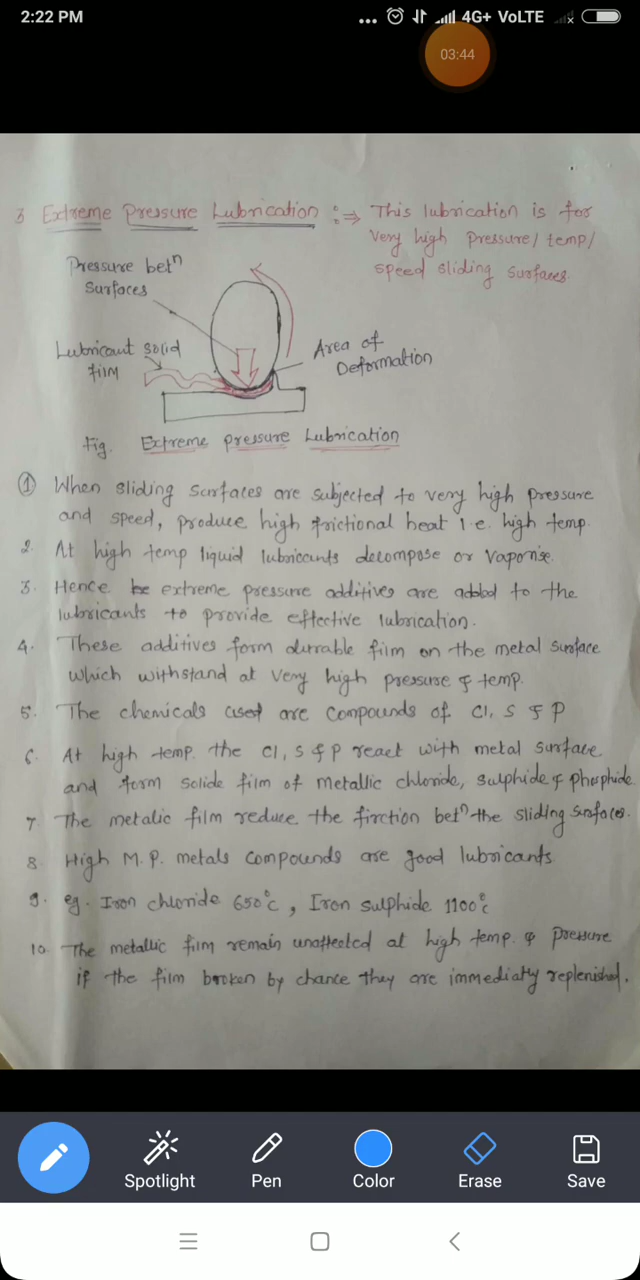 2:22 PM
... 4G+ VoLTE
03:44
3 Extreme Pressure Lubrication :⇒ This lubrication is for
very high pressure/temp/
speed sliding surfaces.
Pressure betⁿ
surfaces
Lubricant solid
film
Area of
Deformation
Fig. Extreme pressure Lubrication
① When sliding surfaces are subjected to very high pressure
and speed, produce high frictional heat i.e. high temp.
2. At high temp liquid lubricants decompose or vaporise.
3. Hence extreme pressure additives are added to the
lubricants to provide effective lubrication.
4. These additives form durable film on the metal surface
which withstand at very high pressure & temp.
5. The chemicals used are compounds of Cl, S & P
6. At high temp. the Cl, S & P react with metal surface
and form solide film of metallic chloride, sulphide & phosphide
7 The metalic film reduce the firction betⁿ the sliding surfaces.
8 High M.P. metals compounds are good lubricants.
9. eg. Iron chloride 650°c, Iron sulphide 1100°c
10 The metallic film remain unaffected at high temp. & pressure
if the film broken by chance they are immediatly replenished.
Spotlight Pen Color Erase Save